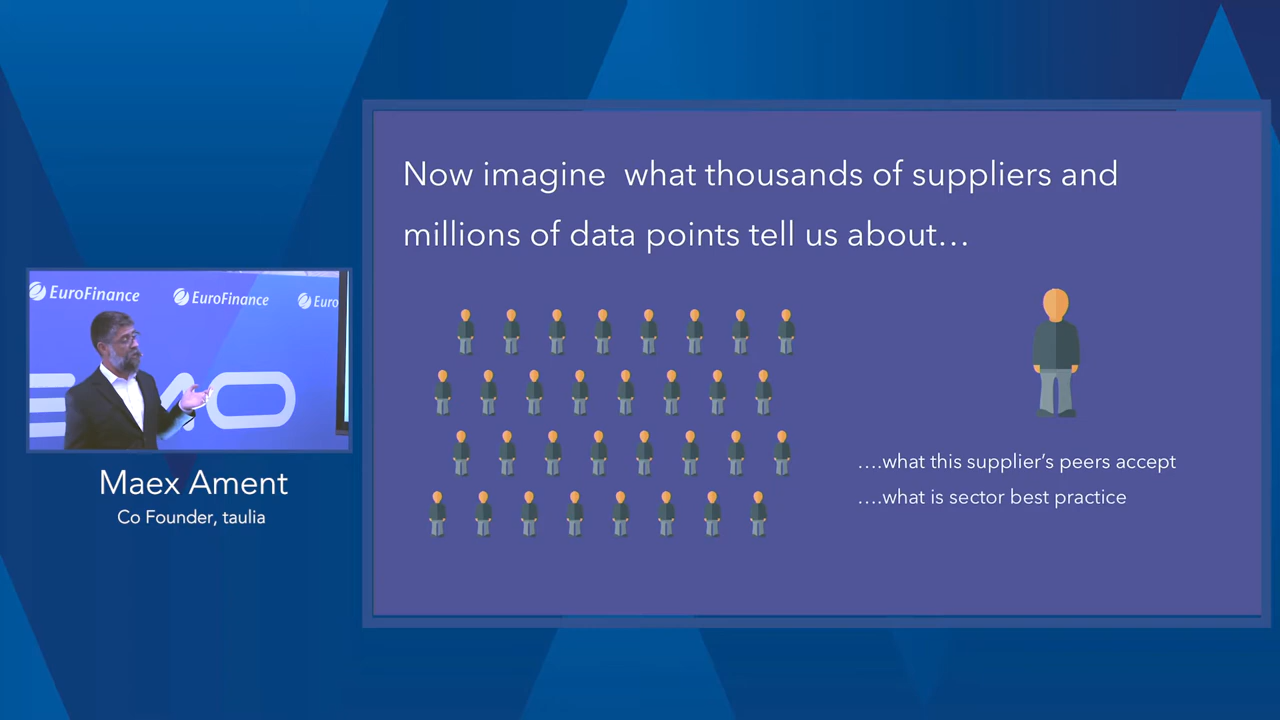 Now imagine  what thousands of suppliers and
millions of data points tell us about…
EuroFinance
EuroFinance
Euro
Maex Ament
Co Founder, taulia
….what this supplier's peers accept
….what is sector best practice